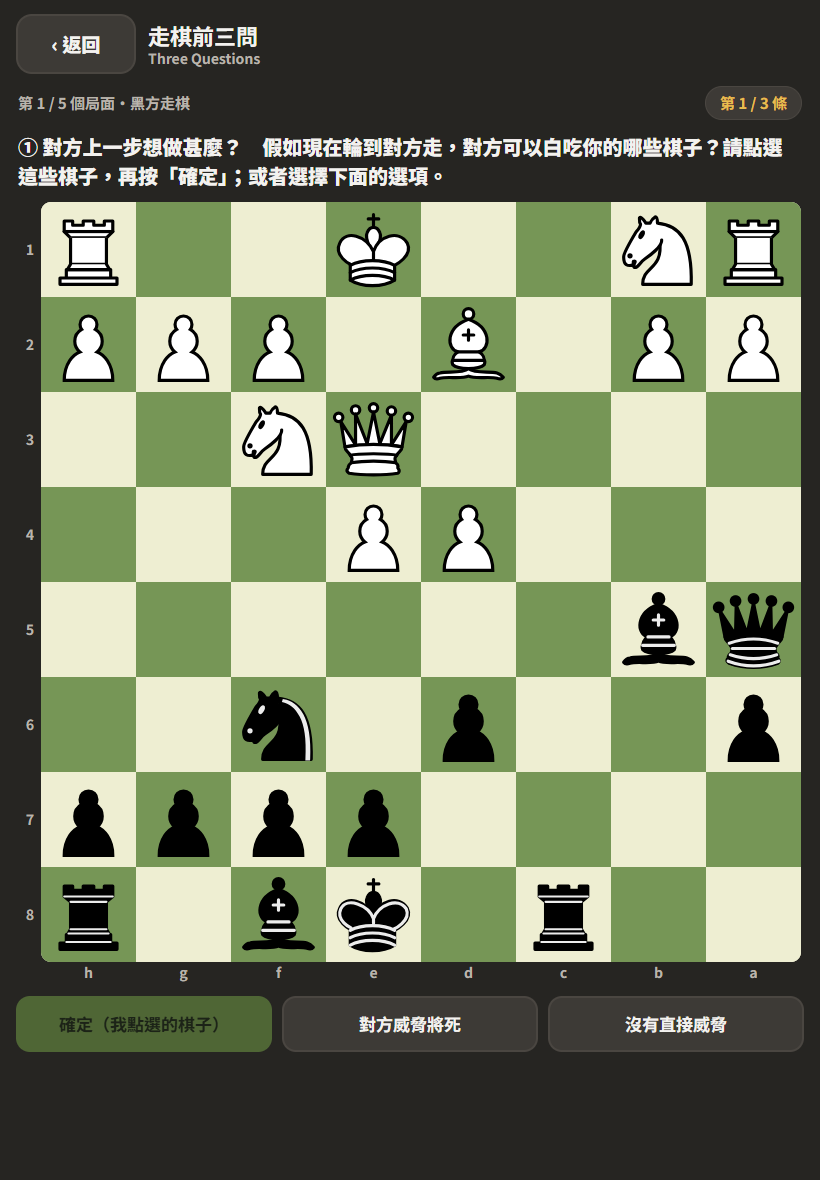 ‹ 返回
走棋前三問
Three Questions
第 1 / 5 個局面・黑方走棋
第 1 / 3 條
① 對方上一步想做甚麼？　假如現在輪到對方走，對方可以白吃你的哪些棋子？請點選
這些棋子，再按「確定」；或者選擇下面的選項。
1
2
3
4
5
6
7
8
h g f e d c b a
確定（我點選的棋子）
對方威脅將死
沒有直接威脅